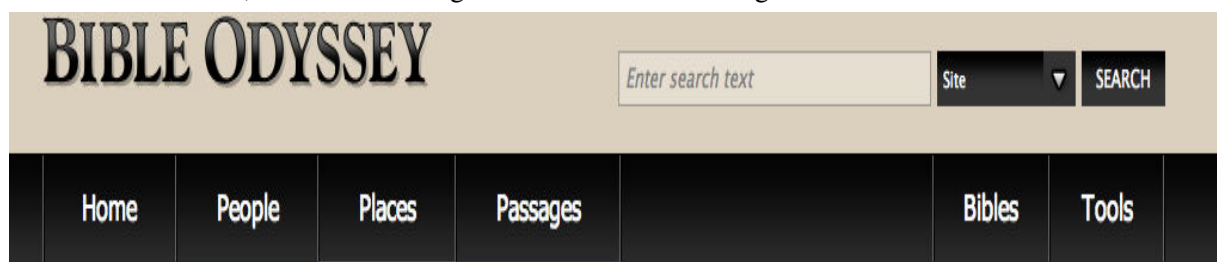 BIBLE ODYSSEY
Enter search text
Site
SEARCH
Home People Places Passages Bibles Tools